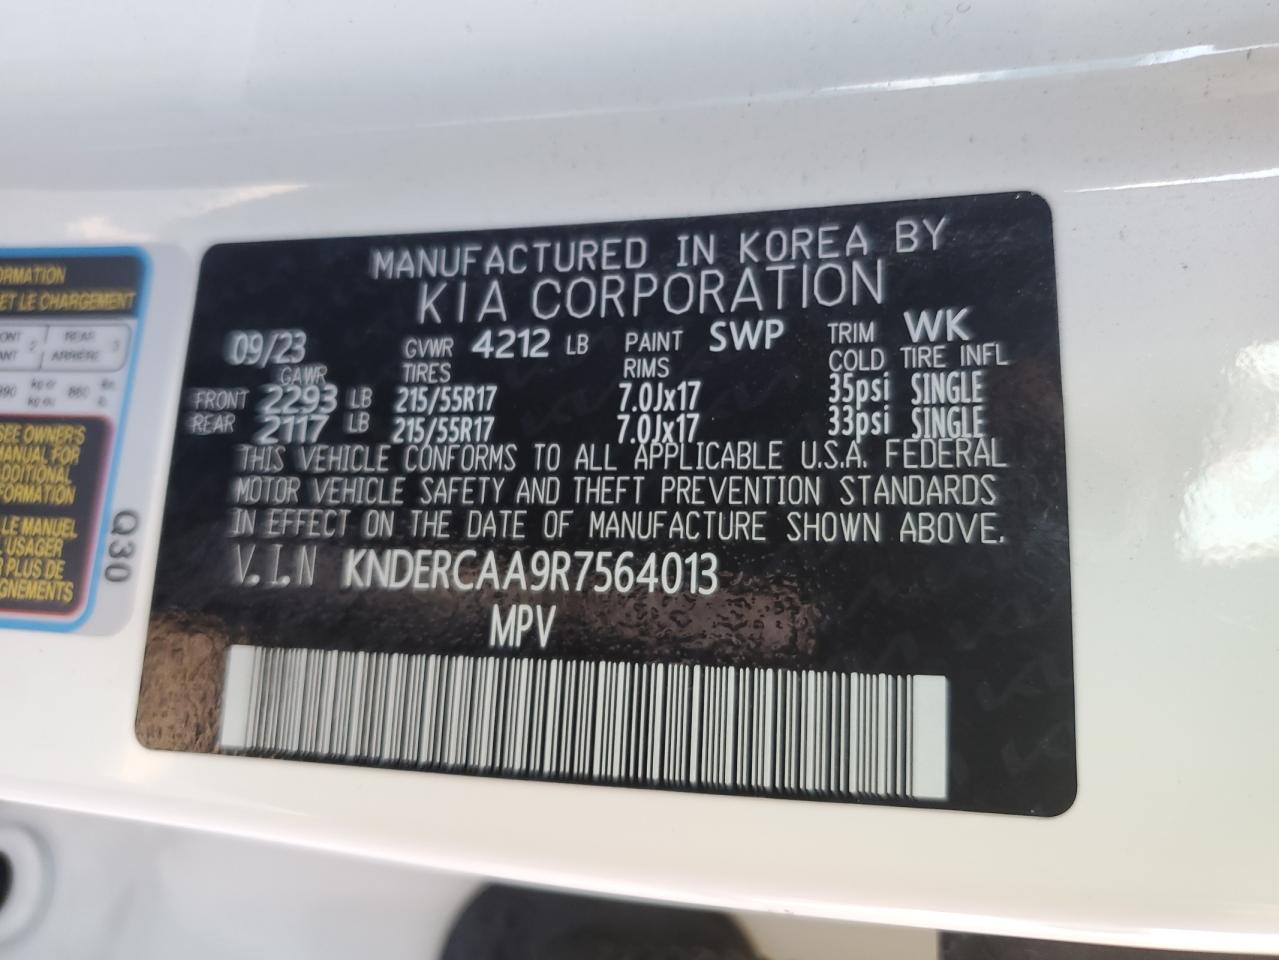 ORMATION
ET LE CHARGEMENT
SEE OWNER'S
MANUAL FOR
ADDITIONAL
FORMATION
LE MANUEL
USAGER
PLUS DE
Q30
MANUFACTURED IN KOREA BY
KIA CORPORATION
09/23 GVWR 4212 LB PAINT SWP TRIM WK
GAWR TIRES RIMS COLD TIRE INFL
FRONT 2293 LB 215/55R17 7.0Jx17 35psi SINGLE
REAR 2117 LB 215/55R17 7.0Jx17 33psi SINGLE
THIS VEHICLE CONFORMS TO ALL APPLICABLE U.S.A. FEDERAL
MOTOR VEHICLE SAFETY AND THEFT PREVENTION STANDARDS
IN EFFECT ON THE DATE OF MANUFACTURE SHOWN ABOVE.
V.I.N KNDERCAA9R7564013
MPV